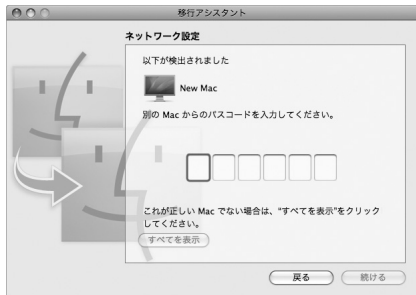 移行アシスタント
ネットワーク設定
以下が検出されました
New Mac
別の Mac からのパスコードを入力してください。
これが正しい Mac でない場合は、“すべてを表示”をクリック
してください。
すべてを表示
戻る
続ける